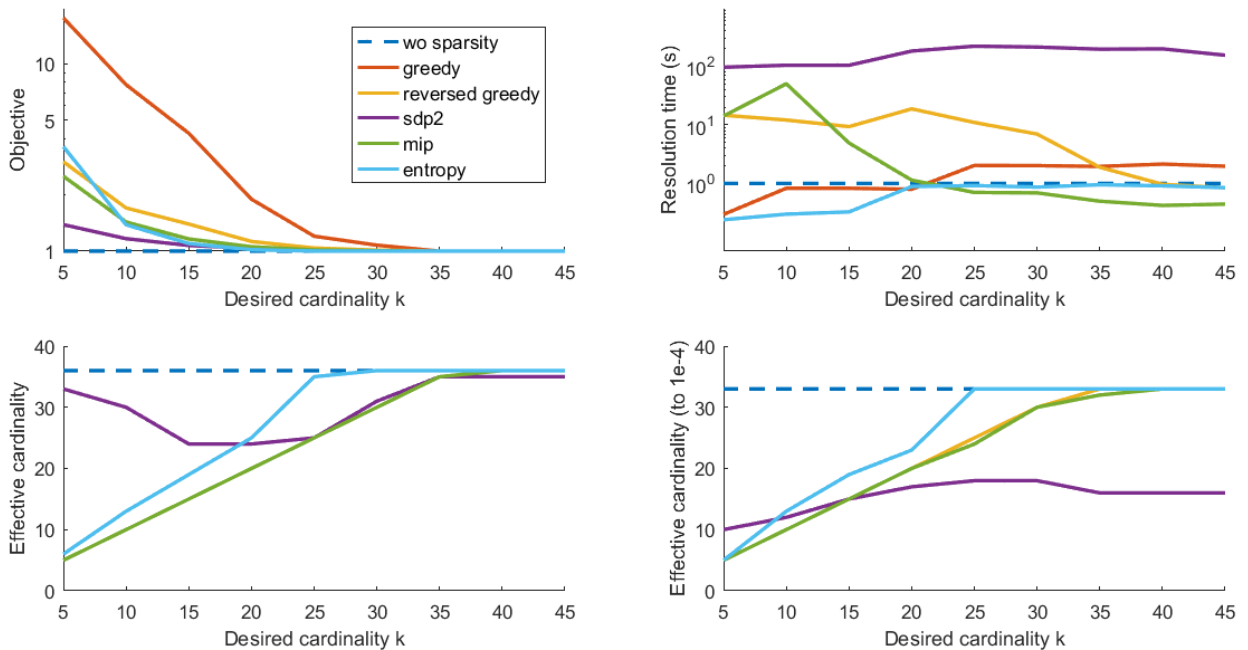 Objective
10
5
1
wo sparsity
greedy
reversed greedy
sdp2
mip
entropy
5 10 15 20 25 30 35 40 45
Desired cardinality k
Resolution time (s)
10^2
10^1
10^0
5 10 15 20 25 30 35 40 45
Desired cardinality k
Effective cardinality
40
30
20
10
0
5 10 15 20 25 30 35 40 45
Desired cardinality k
Effective cardinality (to 1e-4)
40
30
20
10
0
5 10 15 20 25 30 35 40 45
Desired cardinality k